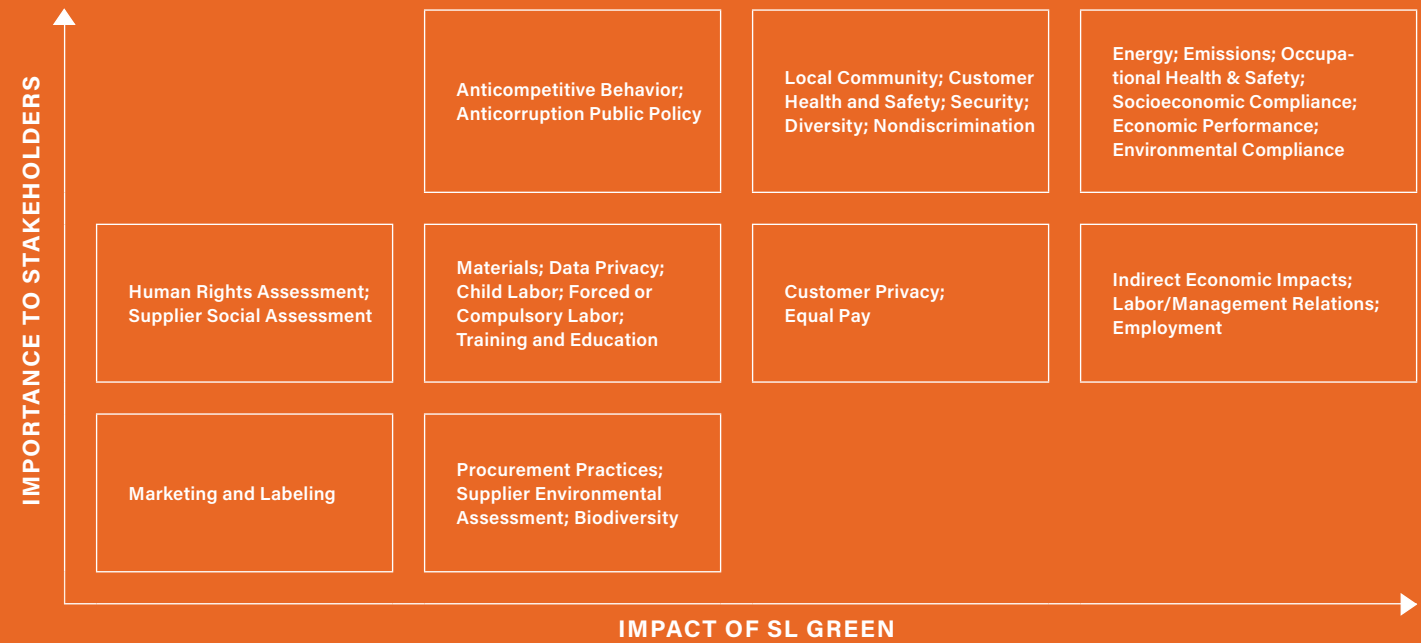 IMPORTANCE TO STAKEHOLDERS
Anticompetitive Behavior;
Anticorruption Public Policy
Local Community; Customer
Health and Safety; Security;
Diversity; Nondiscrimination
Energy; Emissions; Occupa-
tional Health & Safety;
Socioeconomic Compliance;
Economic Performance;
Environmental Compliance
Human Rights Assessment;
Supplier Social Assessment
Materials; Data Privacy;
Child Labor; Forced or
Compulsory Labor;
Training and Education
Customer Privacy;
Equal Pay
Indirect Economic Impacts;
Labor/Management Relations;
Employment
Marketing and Labeling
Procurement Practices;
Supplier Environmental
Assessment; Biodiversity
IMPACT OF SL GREEN